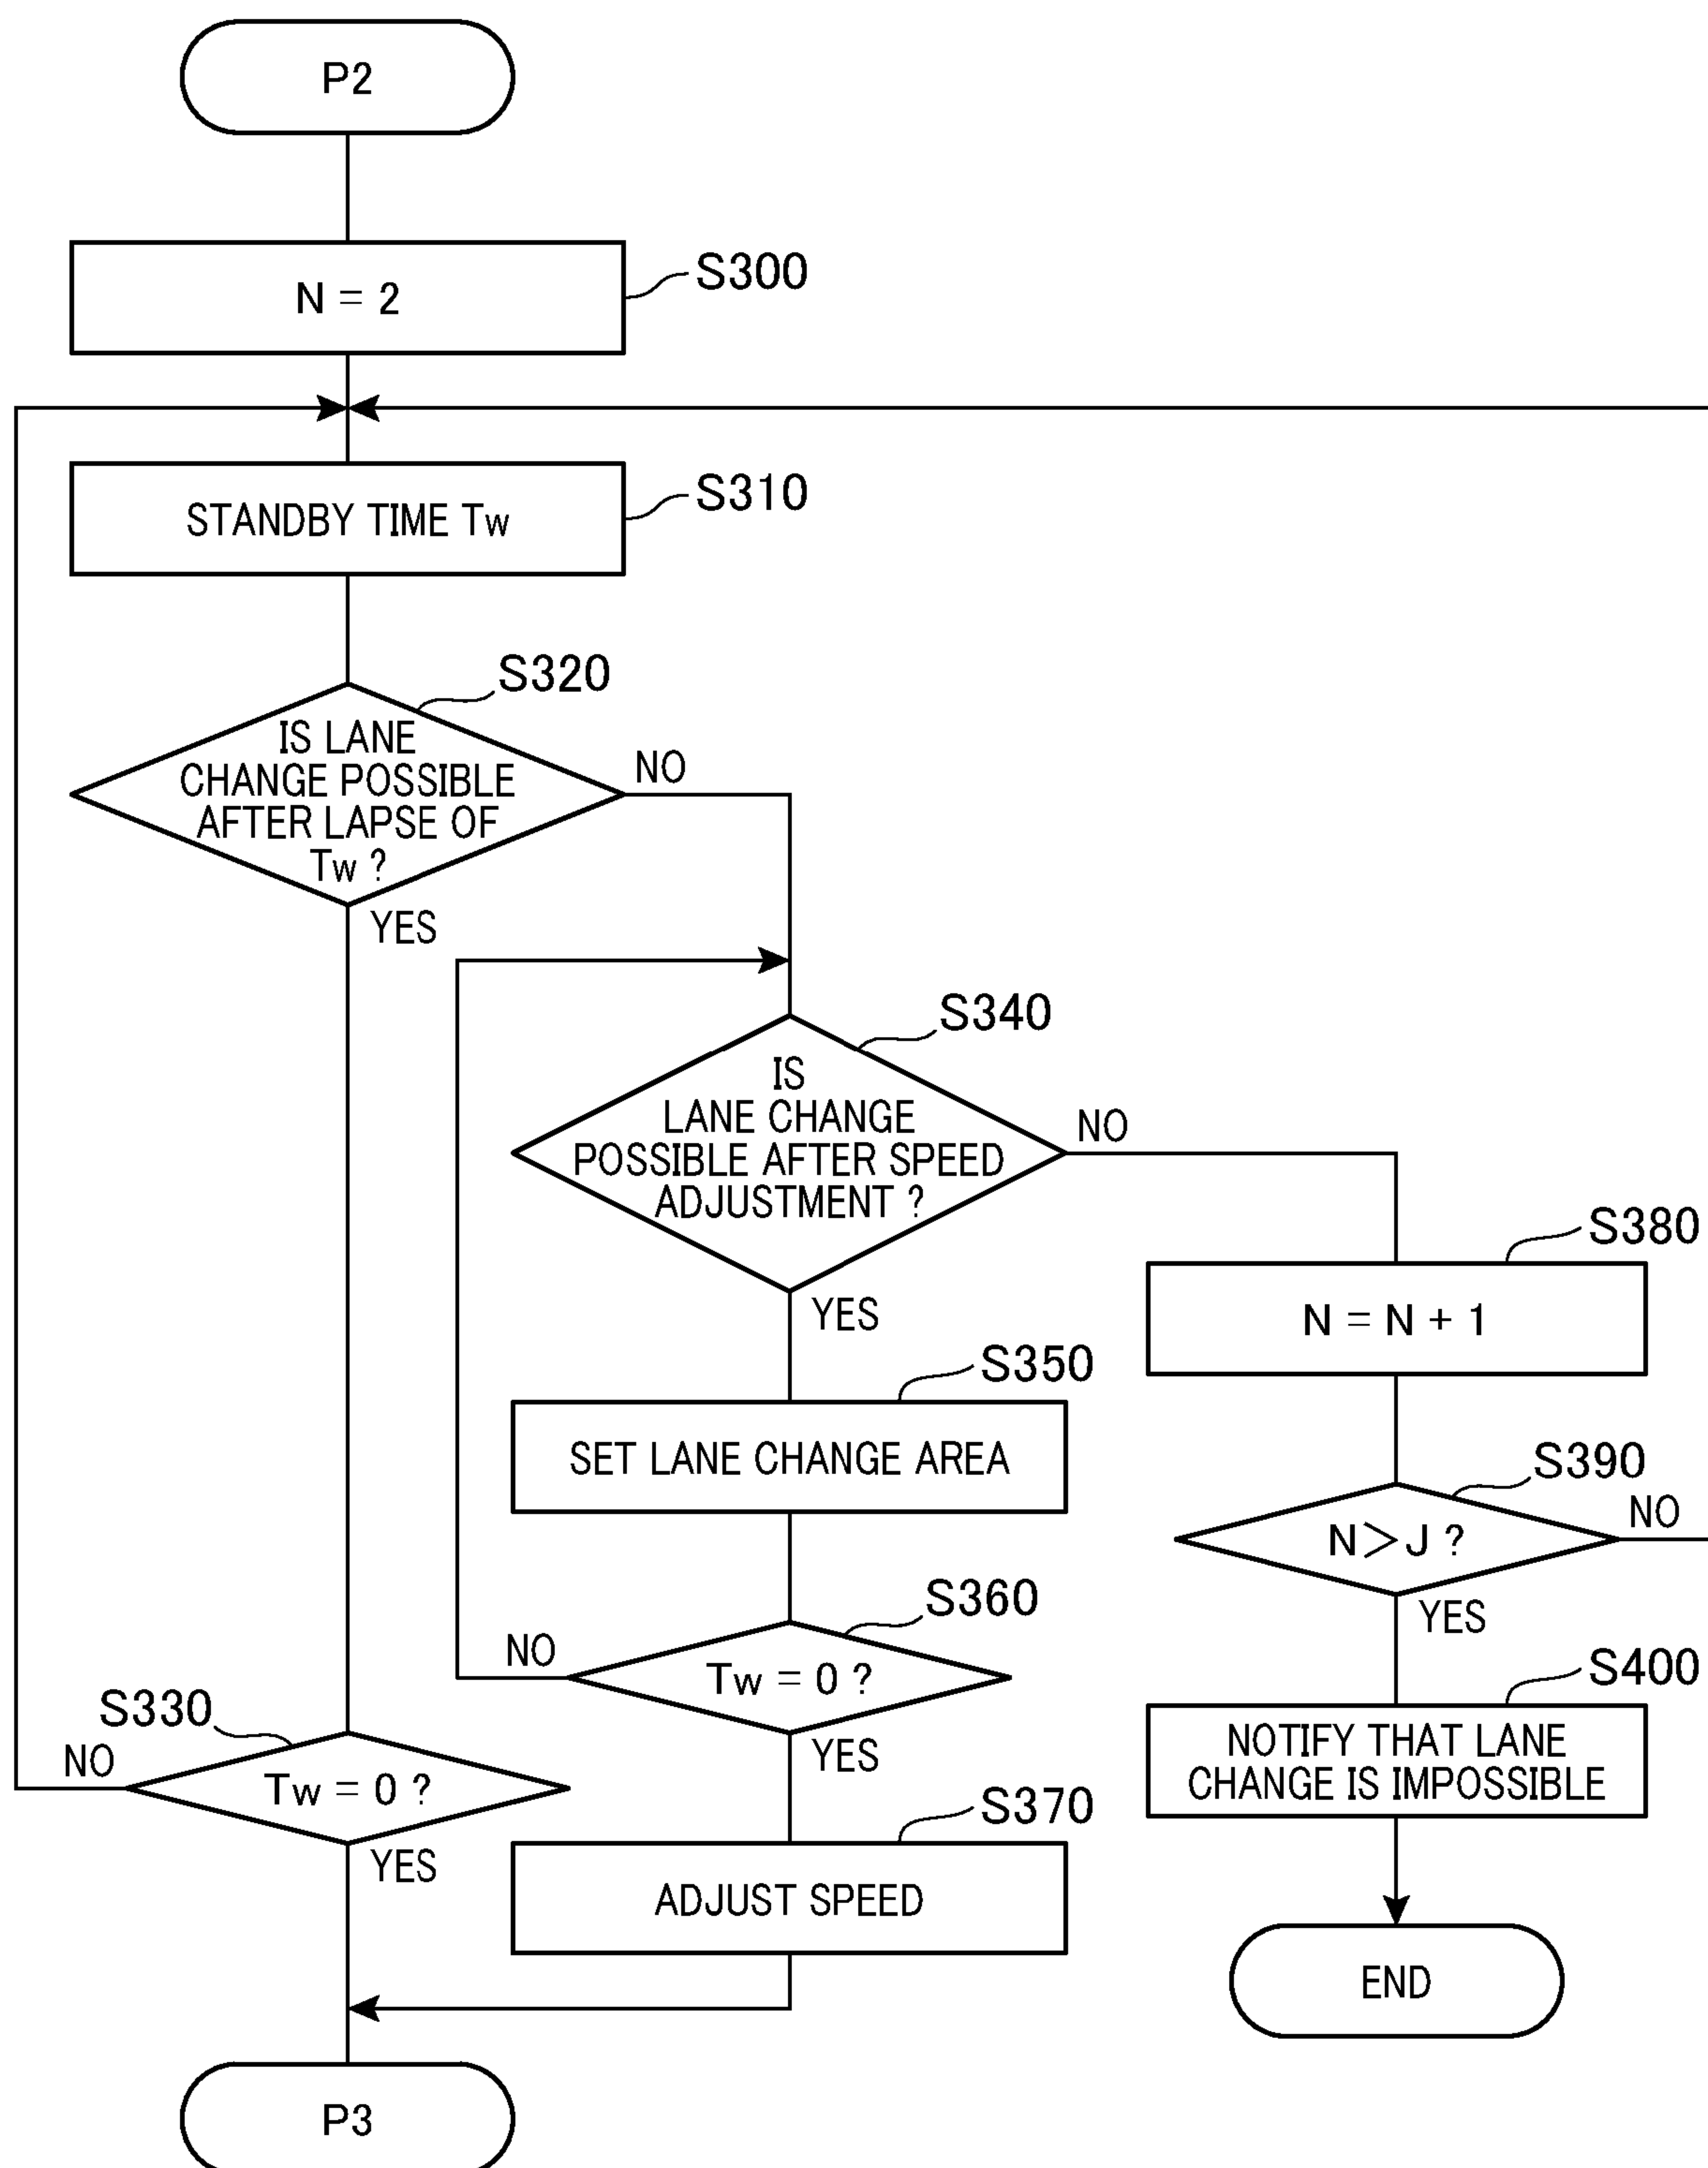 P2
N = 2
S300
STANDBY TIME Tw
S310
S320
IS LANE
CHANGE POSSIBLE
AFTER LAPSE OF
Tw ?
NO
YES
S340
IS
LANE CHANGE
POSSIBLE AFTER SPEED
ADJUSTMENT ?
NO
YES
S380
N = N + 1
S350
SET LANE CHANGE AREA
S390
N＞J ?
NO
YES
S360
Tw = 0 ?
NO
YES
S400
NOTIFY THAT LANE
CHANGE IS IMPOSSIBLE
S330
Tw = 0 ?
NO
YES
S370
ADJUST SPEED
END
P3